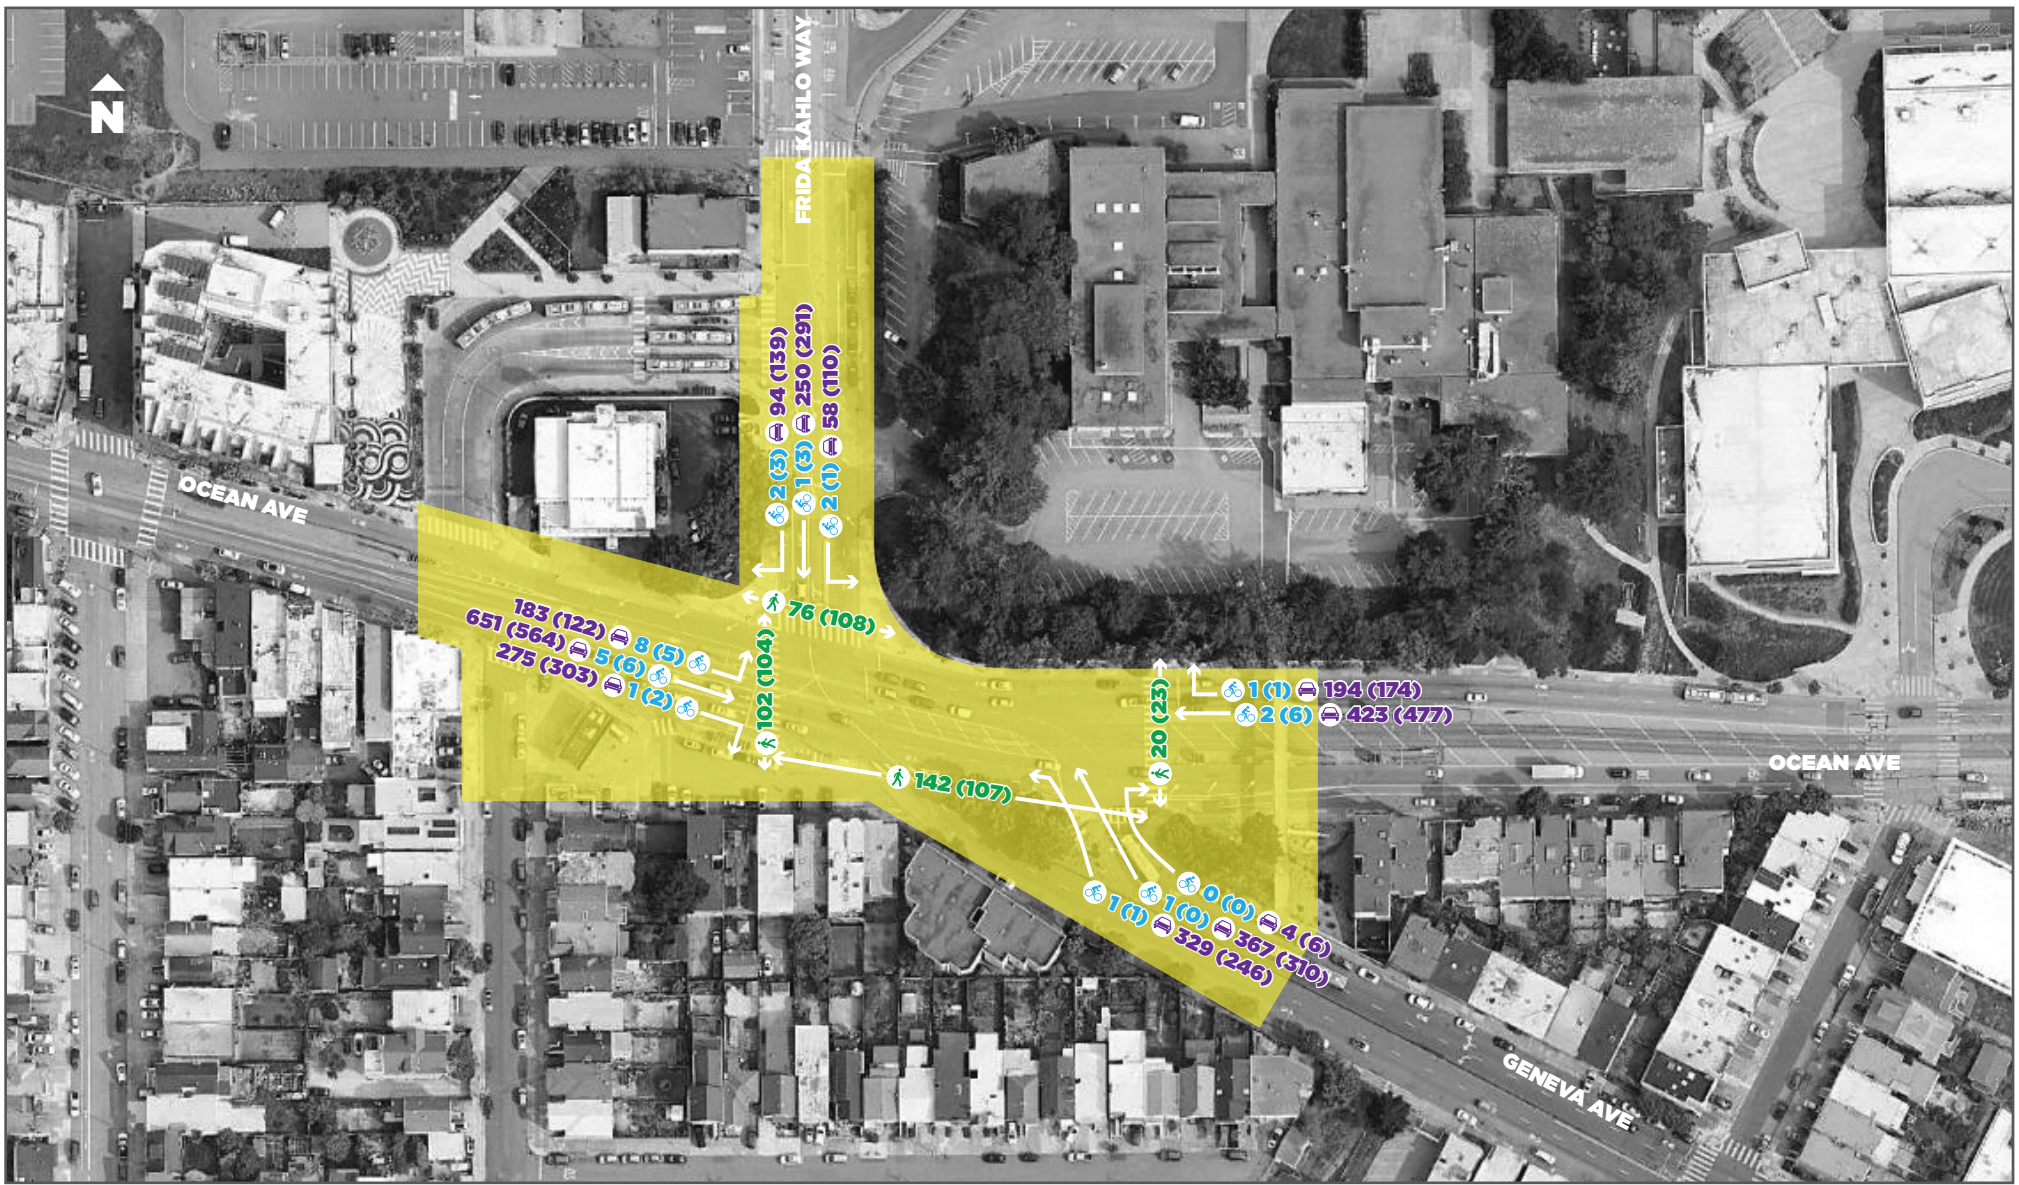 N
FRIDA KAHLO WAY
94 (139)
2 (3)
250 (291)
1 (3)
58 (110)
2 (1)
OCEAN AVE
76 (108)
183 (122) 8 (5)
651 (564) 5 (6)
275 (303) 1 (2)
102 (104)
20 (23)
1 (1) 194 (174)
2 (6) 423 (477)
OCEAN AVE
142 (107)
0 (0) 4 (6)
1 (0) 367 (310)
1 (1) 329 (246)
GENEVA AVE